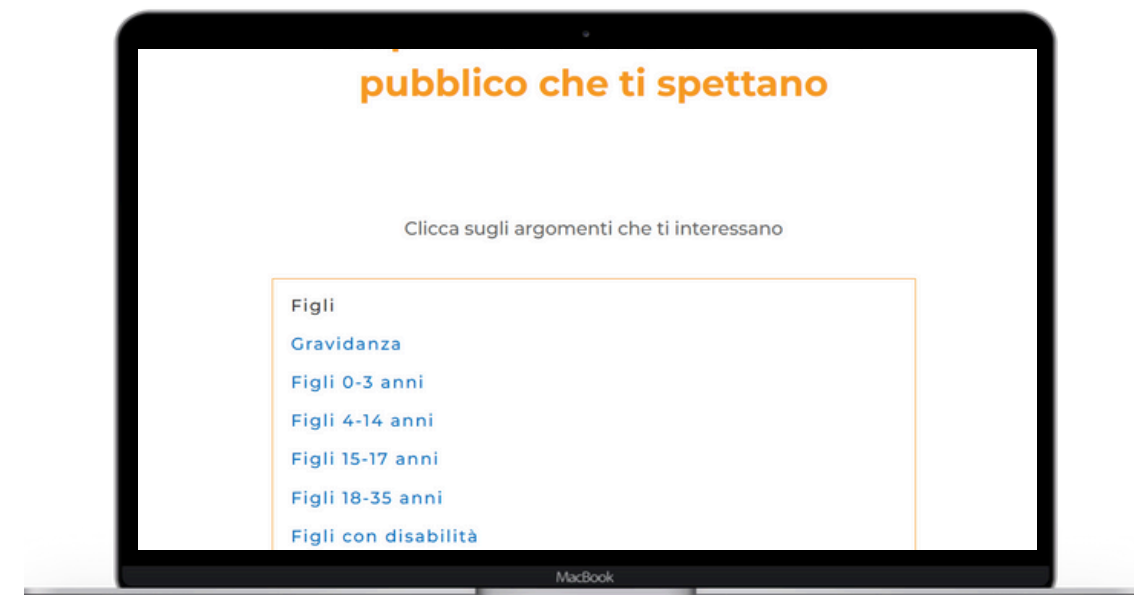 pubblico che ti spettano
Clicca sugli argomenti che ti interessano
Figli
Gravidanza
Figli 0-3 anni
Figli 4-14 anni
Figli 15-17 anni
Figli 18-35 anni
Figli con disabilità
MacBook